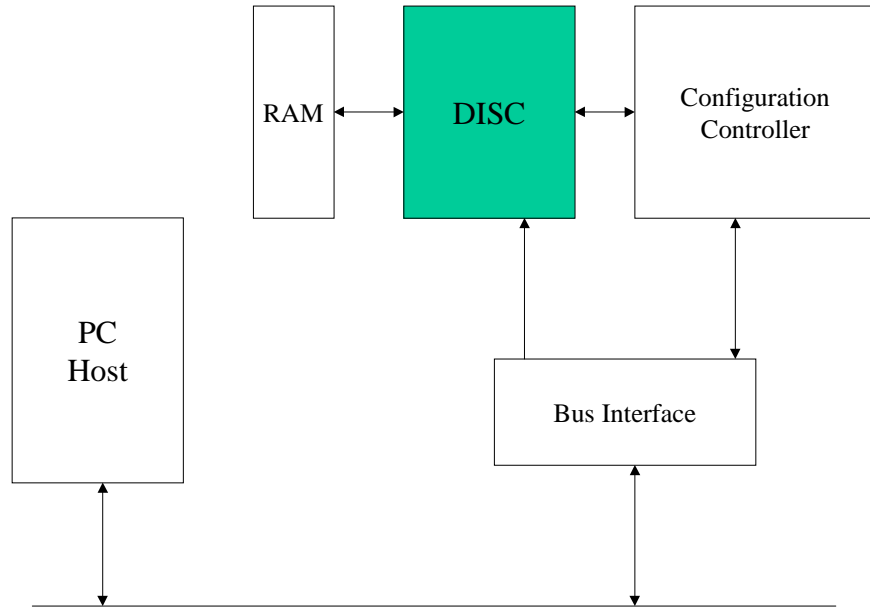 RAM
DISC
Configuration
Controller
PC
Host
Bus Interface